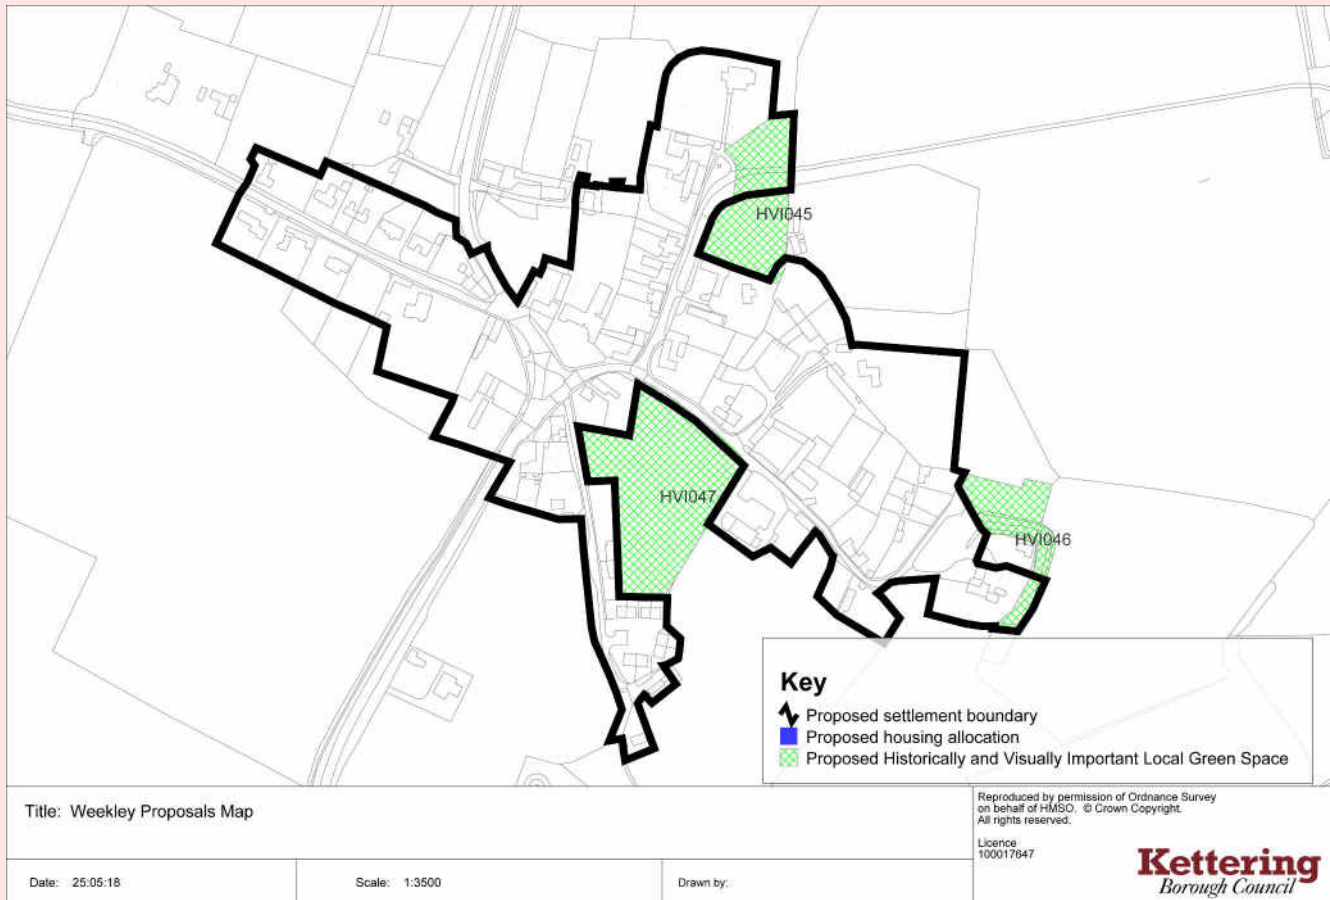 HVI045
HVI047
HVI046
Key
Proposed settlement boundary
Proposed housing allocation
Proposed Historically and Visually Important Local Green Space
Title: Weekley Proposals Map
Reproduced by permission of Ordnance Survey
on behalf of HMSO. © Crown Copyright.
All rights reserved.
Licence
100017647
Date: 25:05:18
Scale: 1:3500
Drawn by:
Kettering
Borough Council